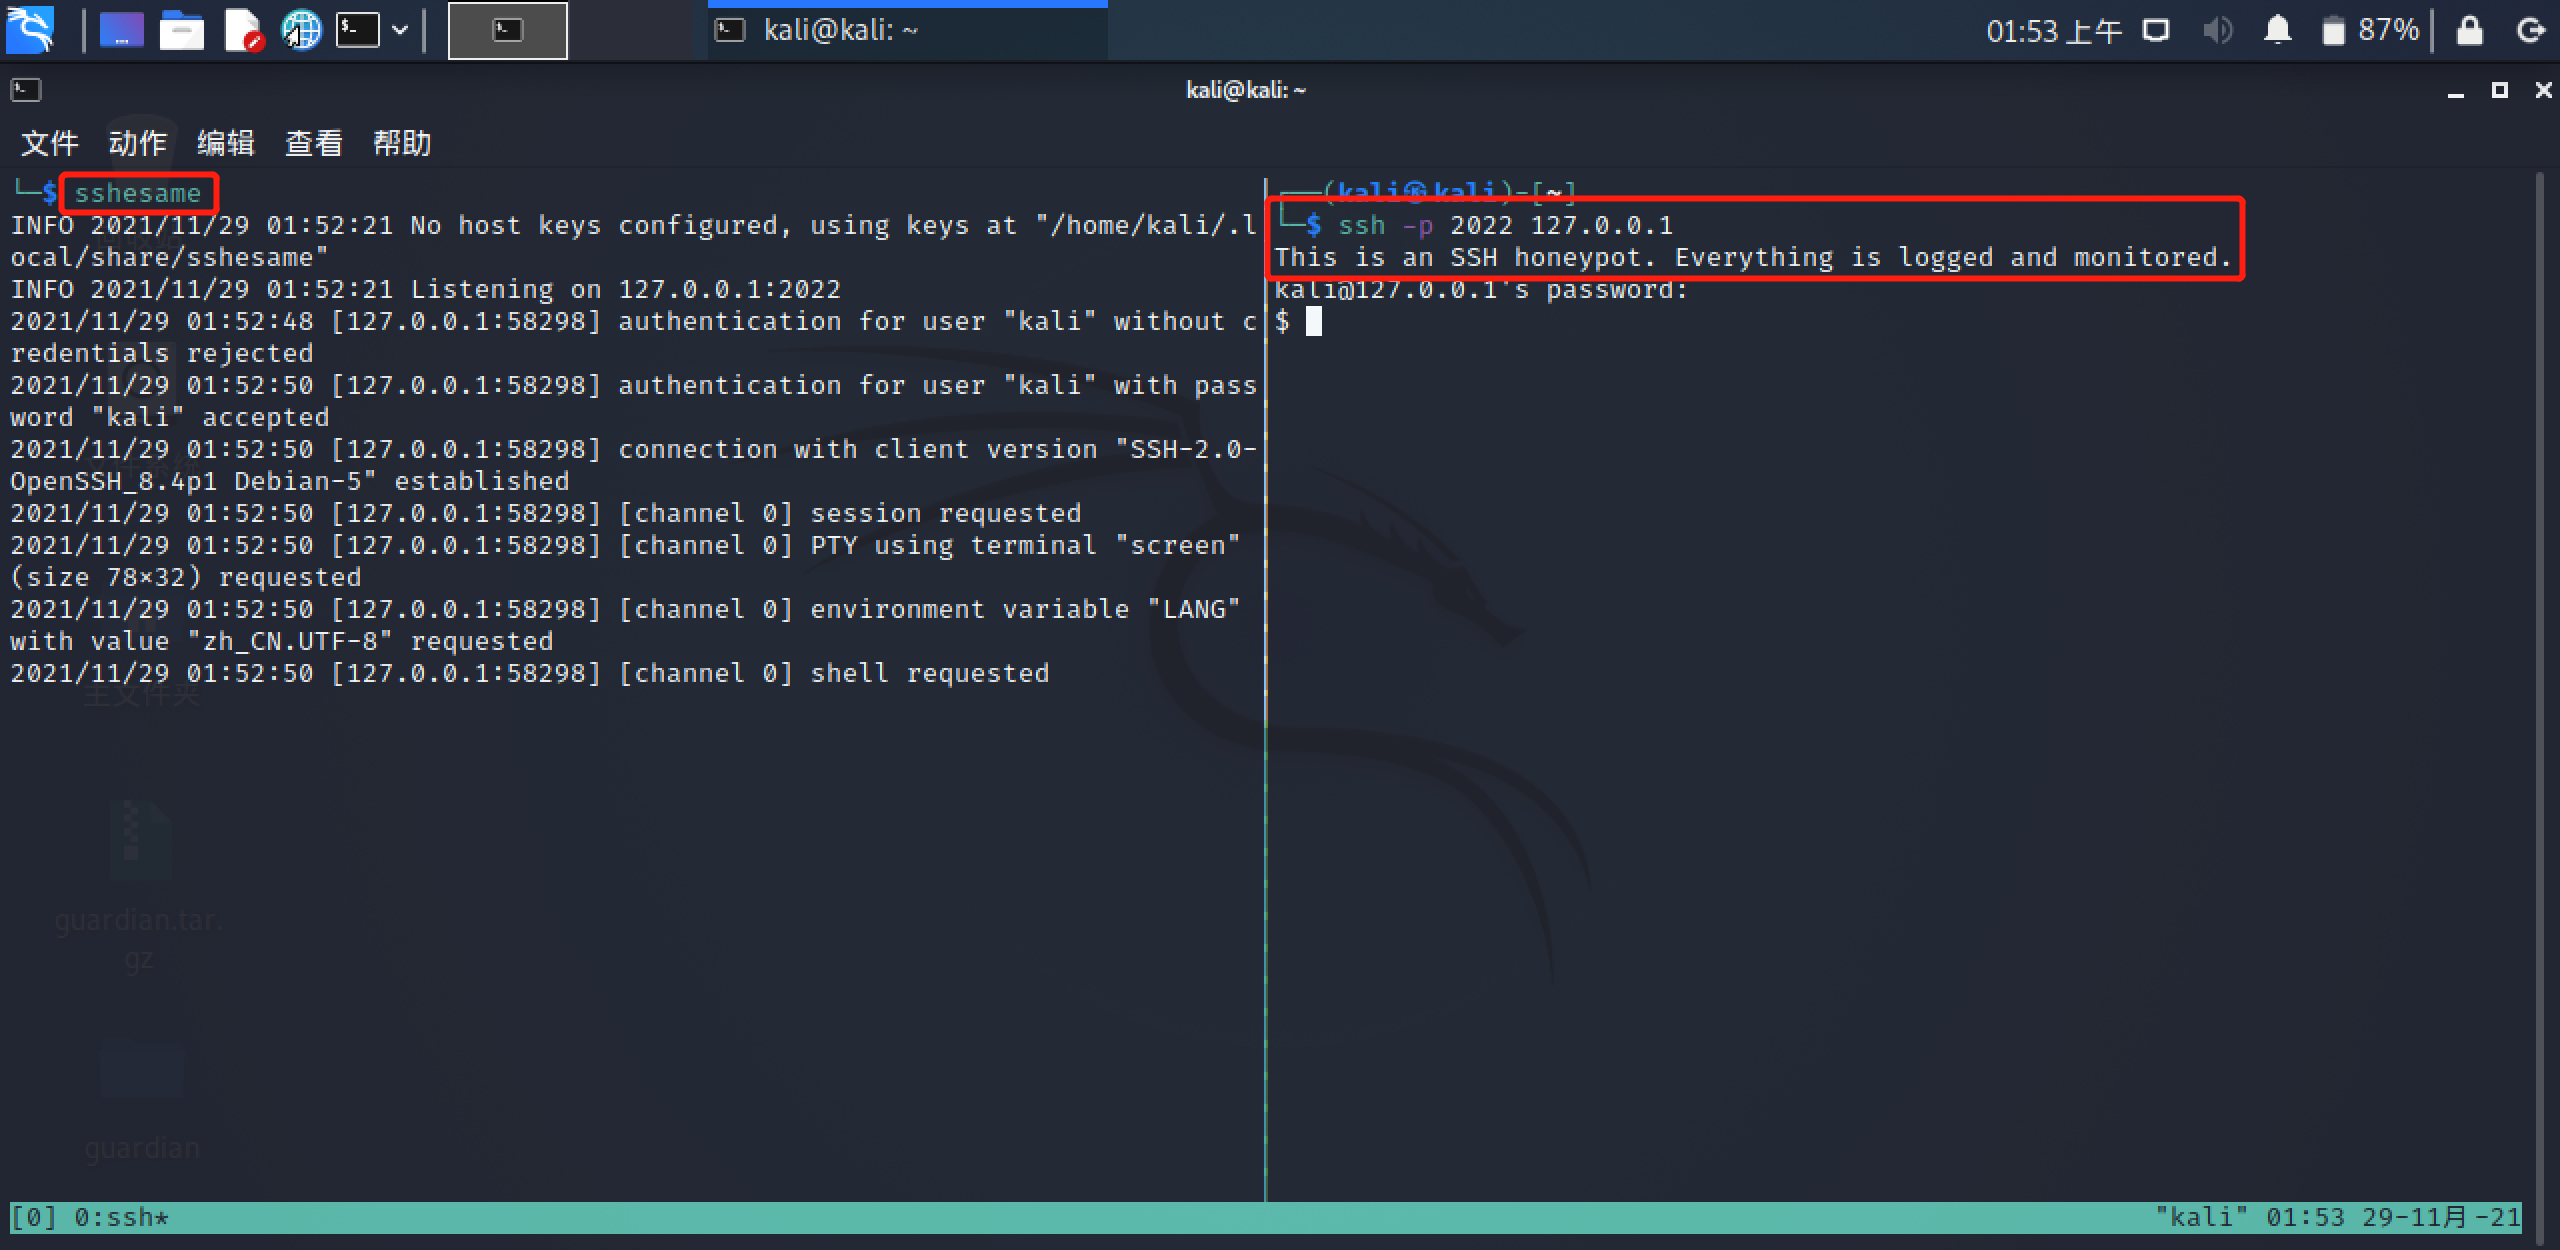 kali@kali: ~
01:53 上午
87%
kali@kali: ~
文件 动作 编辑 查看 帮助
└─$ sshesame
INFO 2021/11/29 01:52:21 No host keys configured, using keys at "/home/kali/.l
ocal/share/sshesame"
INFO 2021/11/29 01:52:21 Listening on 127.0.0.1:2022
2021/11/29 01:52:48 [127.0.0.1:58298] authentication for user "kali" without c
redentials rejected
2021/11/29 01:52:50 [127.0.0.1:58298] authentication for user "kali" with pass
word "kali" accepted
2021/11/29 01:52:50 [127.0.0.1:58298] connection with client version "SSH-2.0-
OpenSSH_8.4p1 Debian-5" established
2021/11/29 01:52:50 [127.0.0.1:58298] [channel 0] session requested
2021/11/29 01:52:50 [127.0.0.1:58298] [channel 0] PTY using terminal "screen"
(size 78×32) requested
2021/11/29 01:52:50 [127.0.0.1:58298] [channel 0] environment variable "LANG"
with value "zh_CN.UTF-8" requested
2021/11/29 01:52:50 [127.0.0.1:58298] [channel 0] shell requested
┌──(kali㉿kali)-[~]
└─$ ssh -p 2022 127.0.0.1
This is an SSH honeypot. Everything is logged and monitored.
kali@127.0.0.1's password:
$
主文件夹
guardian.tar.
gz
guardian
[0] 0:ssh*
"kali" 01:53 29-11月-21